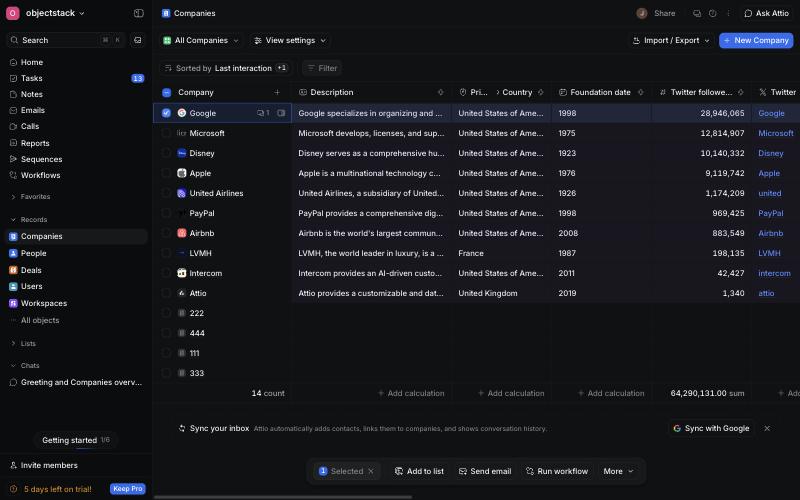 objectstack
Companies
Share
Ask Attio
Search
⌘ K
All Companies
View settings
Import / Export
New Company
Sorted by Last interaction +1
Filter
Home
Tasks 13
Notes
Emails
Calls
Reports
Sequences
Workflows
Favorites
Records
Companies
People
Deals
Users
Workspaces
All objects
Lists
Chats
Greeting and Companies overv...
Getting started 1/6
Invite members
5 days left on trial! Keep Pro
Company Description Pri... › Country Foundation date Twitter followe... Twitter
Google 1 Google specializes in organizing and ... United States of Ame... 1998 28,946,065 Google
Microsoft Microsoft develops, licenses, and sup... United States of Ame... 1975 12,814,907 Microsoft
Disney Disney serves as a comprehensive hu... United States of Ame... 1923 10,140,332 Disney
Apple Apple is a multinational technology c... United States of Ame... 1976 9,119,742 Apple
United Airlines United Airlines, a subsidiary of United... United States of Ame... 1926 1,174,209 united
PayPal PayPal provides a comprehensive dig... United States of Ame... 1998 969,425 PayPal
Airbnb Airbnb is the world's largest commun... United States of Ame... 2008 883,549 Airbnb
LVMH LVMH, the world leader in luxury, is a ... France 1987 198,135 LVMH
Intercom Intercom provides an AI-driven custo... United States of Ame... 2011 42,427 intercom
Attio Attio provides a customizable and dat... United Kingdom 2019 1,340 attio
222
444
111
333
14 count + Add calculation + Add calculation + Add calculation 64,290,131.00 sum
Sync your inbox Attio automatically adds contacts, links them to companies, and shows conversation history.
Sync with Google
1 Selected
Add to list
Send email
Run workflow
More